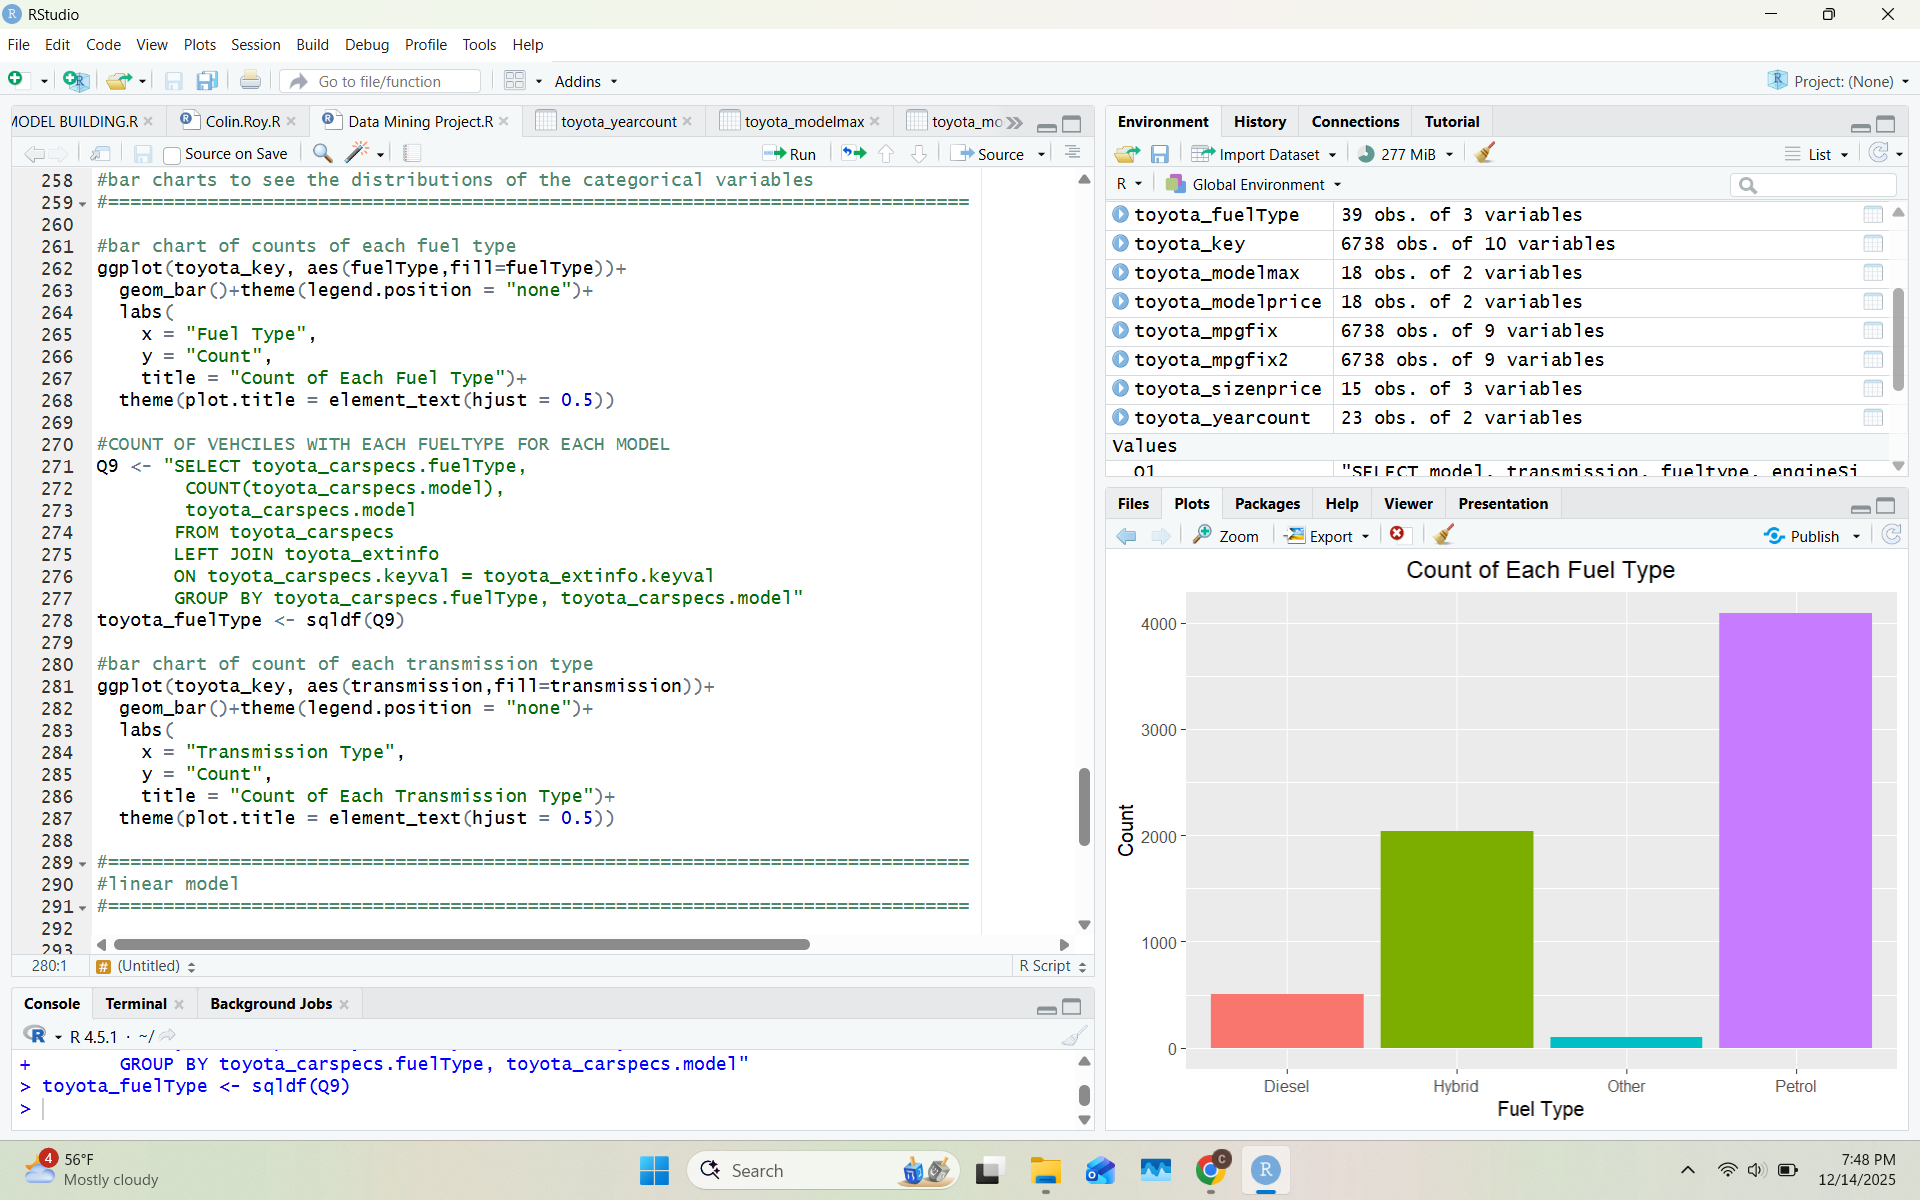 RStudio
File Edit Code View Plots Session Build Debug Profile Tools Help
Go to file/function
Addins
Project: (None)
MODEL BUILDING.R
Colin.Roy.R
Data Mining Project.R
toyota_yearcount
toyota_modelmax
toyota_mo
Source on Save
Run
Source
258 #bar charts to see the distributions of the categorical variables
259 #==============================================================================
260
261 #bar chart of counts of each fuel type
262 ggplot(toyota_key, aes(fuelType,fill=fuelType))+
263   geom_bar()+theme(legend.position = "none")+
264   labs(
265     x = "Fuel Type",
266     y = "Count",
267     title = "Count of Each Fuel Type")+
268   theme(plot.title = element_text(hjust = 0.5))
269
270 #COUNT OF VEHCILES WITH EACH FUELTYPE FOR EACH MODEL
271 Q9 <- "SELECT toyota_carspecs.fuelType,
272         COUNT(toyota_carspecs.model),
273         toyota_carspecs.model
274        FROM toyota_carspecs
275        LEFT JOIN toyota_extinfo
276        ON toyota_carspecs.keyval = toyota_extinfo.keyval
277        GROUP BY toyota_carspecs.fuelType, toyota_carspecs.model"
278 toyota_fuelType <- sqldf(Q9)
279
280 #bar chart of count of each transmission type
281 ggplot(toyota_key, aes(transmission,fill=transmission))+
282   geom_bar()+theme(legend.position = "none")+
283   labs(
284     x = "Transmission Type",
285     y = "Count",
286     title = "Count of Each Transmission Type")+
287   theme(plot.title = element_text(hjust = 0.5))
288
289 #==============================================================================
290 #linear model
291 #==============================================================================
292
293
280:1
# (Untitled)
R Script
Console Terminal Background Jobs
R 4.5.1 · ~/
+        GROUP BY toyota_carspecs.fuelType, toyota_carspecs.model"
> toyota_fuelType <- sqldf(Q9)
>
Environment History Connections Tutorial
Import Dataset
277 MiB
List
R
Global Environment
toyota_fuelType 39 obs. of 3 variables
toyota_key 6738 obs. of 10 variables
toyota_modelmax 18 obs. of 2 variables
toyota_modelprice 18 obs. of 2 variables
toyota_mpgfix 6738 obs. of 9 variables
toyota_mpgfix2 6738 obs. of 9 variables
toyota_sizenprice 15 obs. of 3 variables
toyota_yearcount 23 obs. of 2 variables
Values
Q1 "SELECT model, transmission, fueltype, engineSi
Files Plots Packages Help Viewer Presentation
Zoom
Export
Publish
Count of Each Fuel Type
4000
3000
2000
1000
0
Count
Diesel Hybrid Other Petrol
Fuel Type
4
56°F
Mostly cloudy
Search
C
R
7:48 PM
12/14/2025